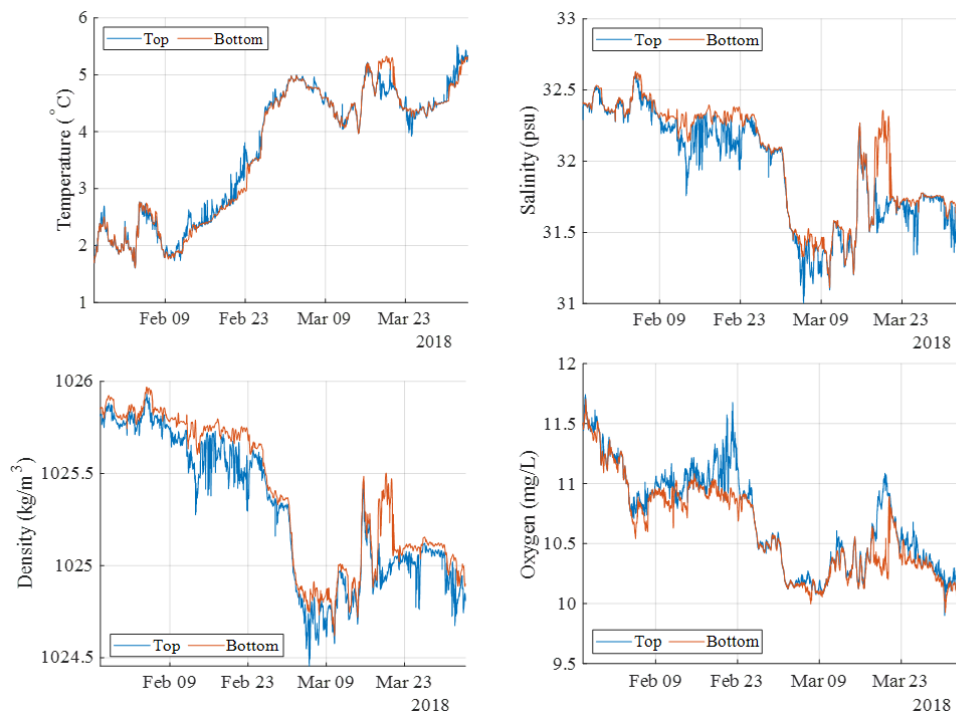 6
5
4
3
2
1
Temperature ( °C)
Top Bottom
Feb 09 Feb 23 Mar 09 Mar 23
2018
33
32.5
32
31.5
31
Salinity (psu)
Top Bottom
Feb 09 Feb 23 Mar 09 Mar 23
2018
1026
1025.5
1025
1024.5
Density (kg/m³)
Top Bottom
Feb 09 Feb 23 Mar 09 Mar 23
2018
12
11.5
11
10.5
10
9.5
Oxygen (mg/L)
Top Bottom
Feb 09 Feb 23 Mar 09 Mar 23
2018